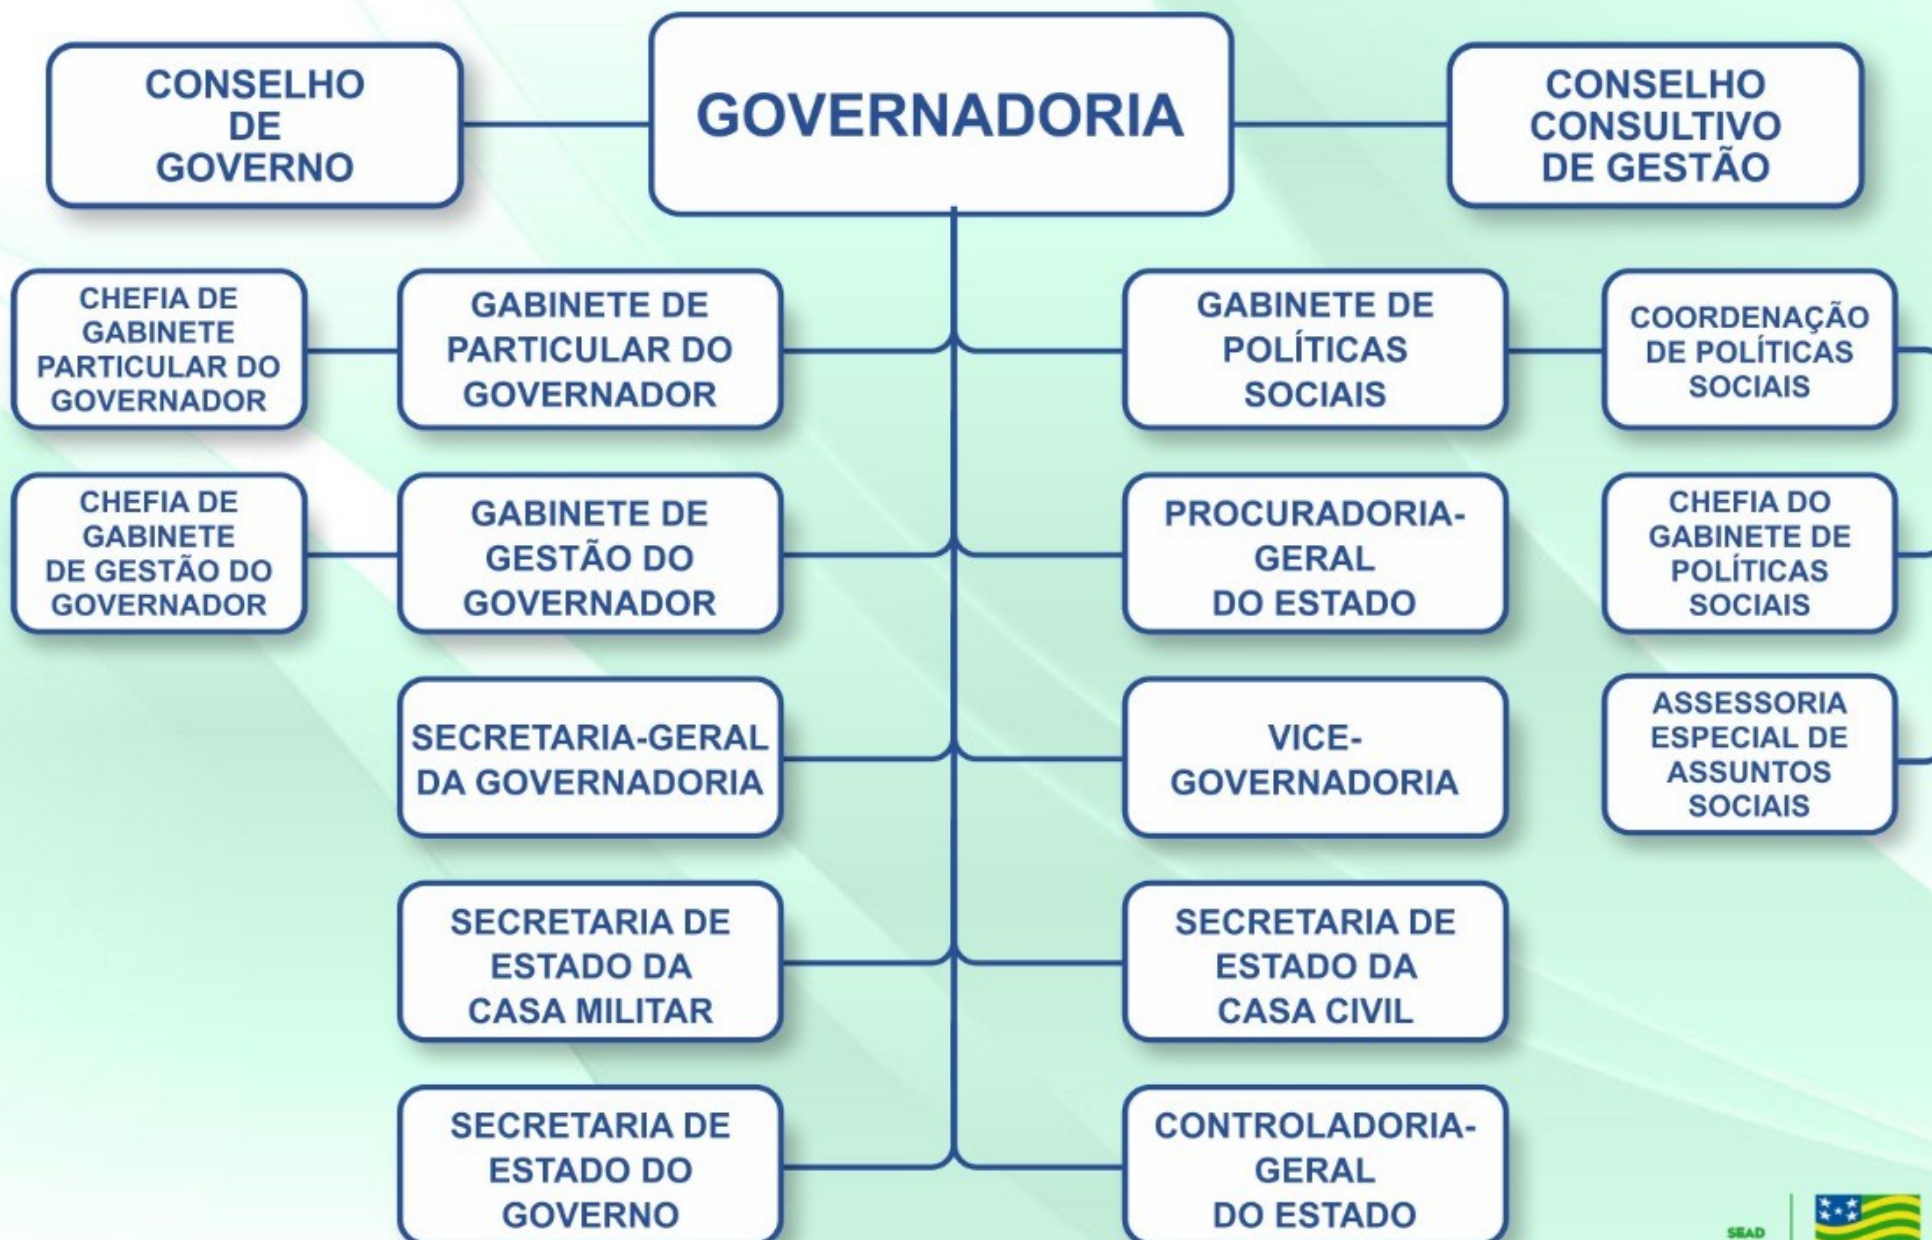 CONSELHO
DE
GOVERNO
GOVERNADORIA
CONSELHO
CONSULTIVO
DE GESTÃO
CHEFIA DE
GABINETE
PARTICULAR DO
GOVERNADOR
GABINETE DE
PARTICULAR DO
GOVERNADOR
GABINETE DE
POLÍTICAS
SOCIAIS
COORDENAÇÃO
DE POLÍTICAS
SOCIAIS
CHEFIA DE
GABINETE
DE GESTÃO DO
GOVERNADOR
GABINETE DE
GESTÃO DO
GOVERNADOR
PROCURADORIA-
GERAL
DO ESTADO
CHEFIA DO
GABINETE DE
POLÍTICAS
SOCIAIS
SECRETARIA-GERAL
DA GOVERNADORIA
VICE-
GOVERNADORIA
ASSESSORIA
ESPECIAL DE
ASSUNTOS
SOCIAIS
SECRETARIA DE
ESTADO DA
CASA MILITAR
SECRETARIA DE
ESTADO DA
CASA CIVIL
SECRETARIA DE
ESTADO DO
GOVERNO
CONTROLADORIA-
GERAL
DO ESTADO
SEAD